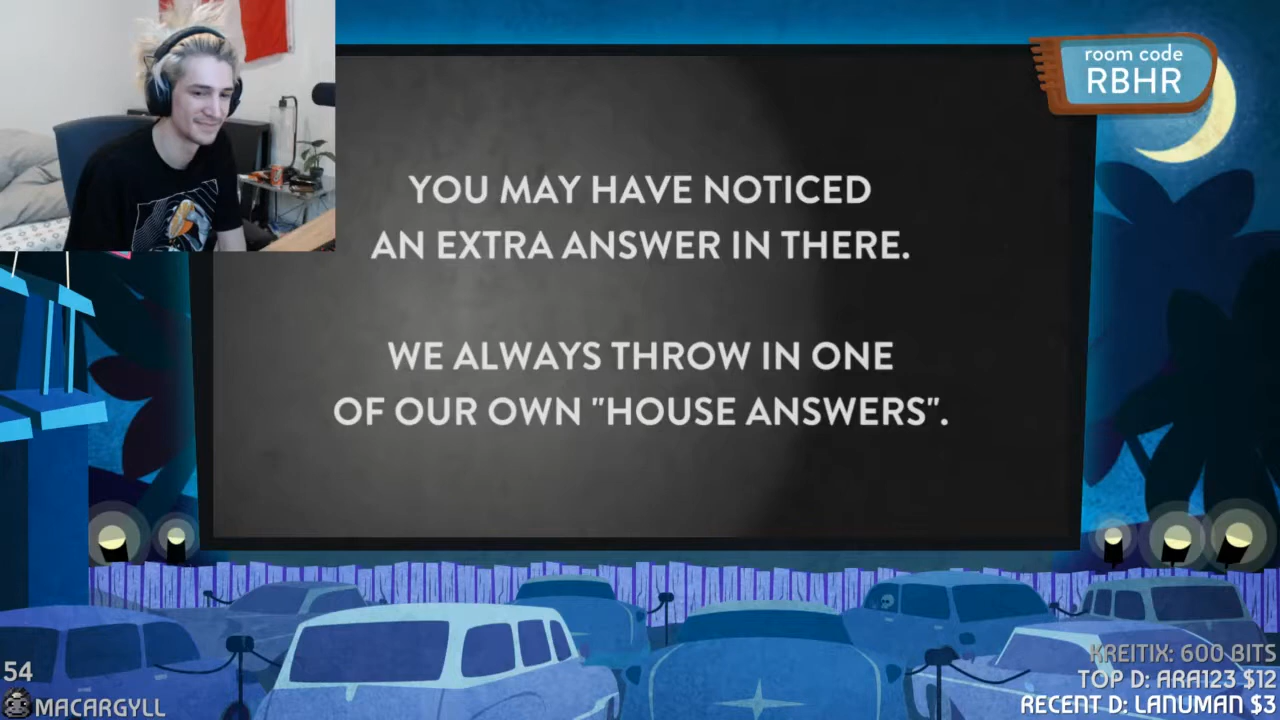 room code
RBHR
YOU MAY HAVE NOTICED
AN EXTRA ANSWER IN THERE.
WE ALWAYS THROW IN ONE
OF OUR OWN "HOUSE ANSWERS".
54
MACARGYLL
KREITIX: 600 BITS
TOP D: ARA123 $12
RECENT D: LANUMAN $3